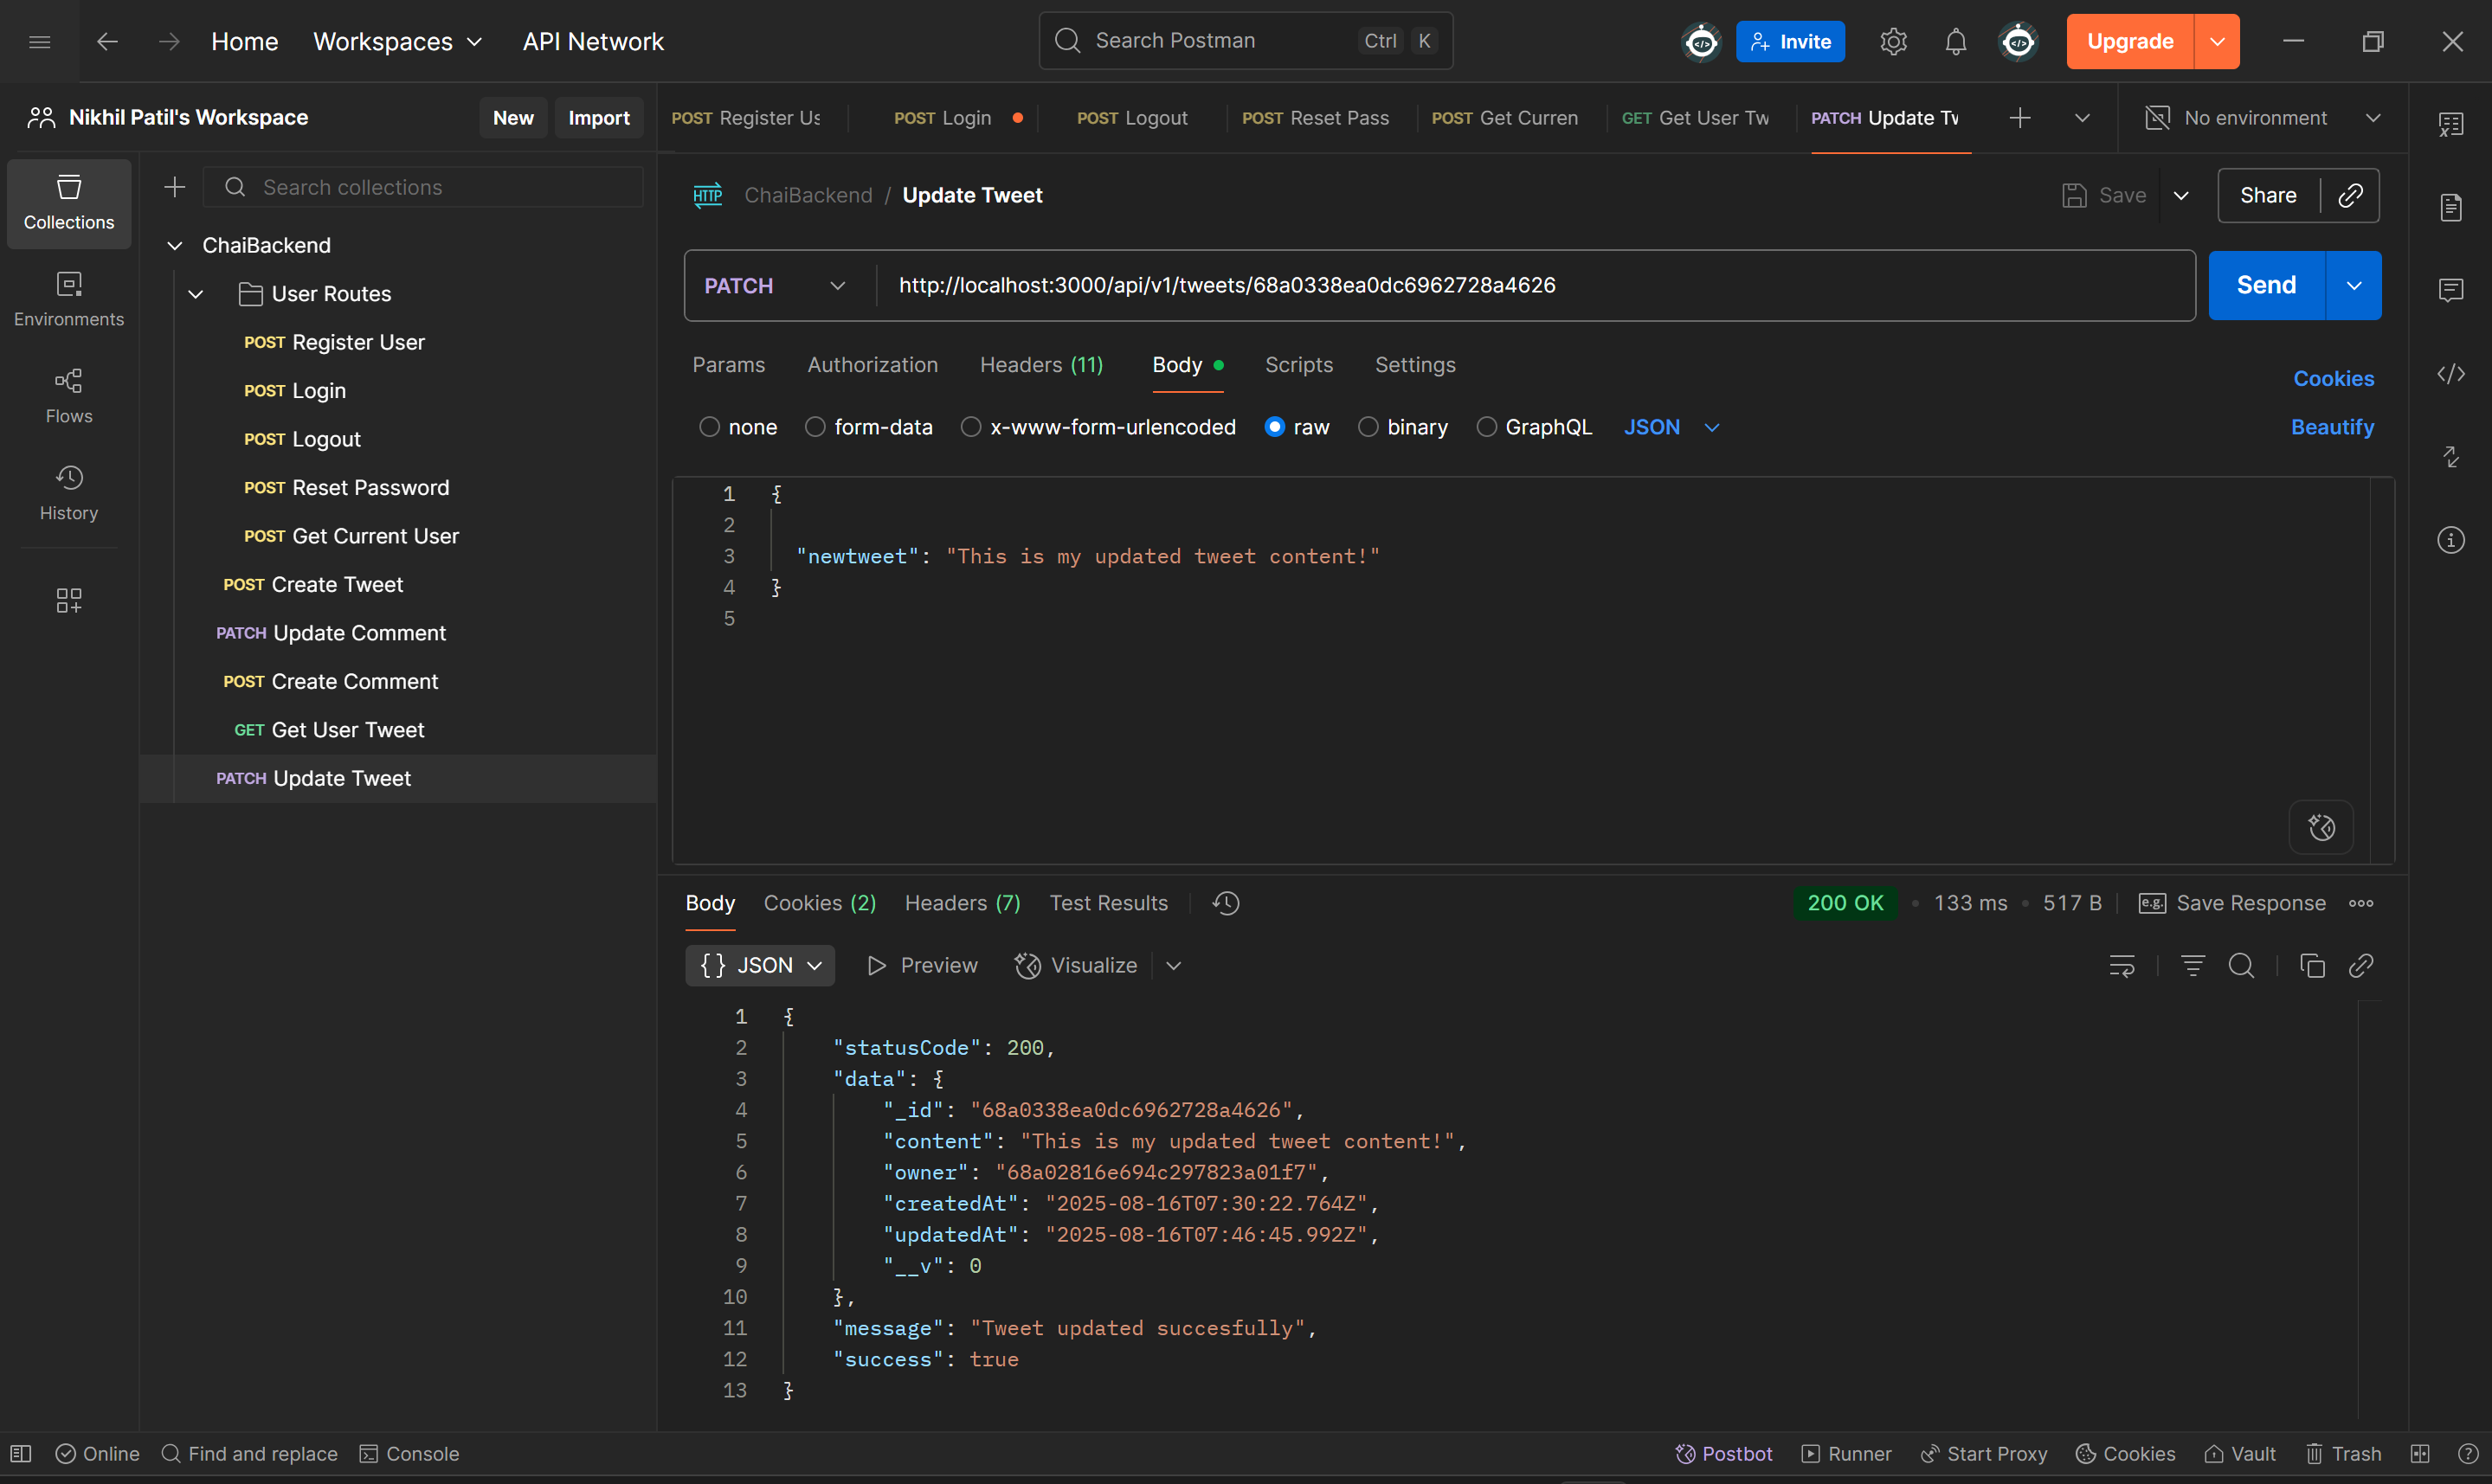 Home Workspaces API Network Search Postman Ctrl K Invite Upgrade
Nikhil Patil's Workspace New Import
POST Register Us POST Login POST Logout POST Reset Pass POST Get Curren GET Get User Tw PATCH Update Tw No environment
Collections
Environments
Flows
History
Search collections
ChaiBackend
User Routes
POST Register User
POST Login
POST Logout
POST Reset Password
POST Get Current User
POST Create Tweet
PATCH Update Comment
POST Create Comment
GET Get User Tweet
PATCH Update Tweet
HTTP ChaiBackend / Update Tweet Save Share
PATCH http://localhost:3000/api/v1/tweets/68a0338ea0dc6962728a4626 Send
Params Authorization Headers (11) Body Scripts Settings Cookies
none form-data x-www-form-urlencoded raw binary GraphQL JSON Beautify
1 {
2
3 "newtweet": "This is my updated tweet content!"
4 }
5
Body Cookies (2) Headers (7) Test Results 200 OK 133 ms 517 B e.g. Save Response
{} JSON Preview Visualize
1 {
2 "statusCode": 200,
3 "data": {
4 "_id": "68a0338ea0dc6962728a4626",
5 "content": "This is my updated tweet content!",
6 "owner": "68a02816e694c297823a01f7",
7 "createdAt": "2025-08-16T07:30:22.764Z",
8 "updatedAt": "2025-08-16T07:46:45.992Z",
9 "__v": 0
10 },
11 "message": "Tweet updated succesfully",
12 "success": true
13 }
Online Find and replace Console Postbot Runner Start Proxy Cookies Vault Trash